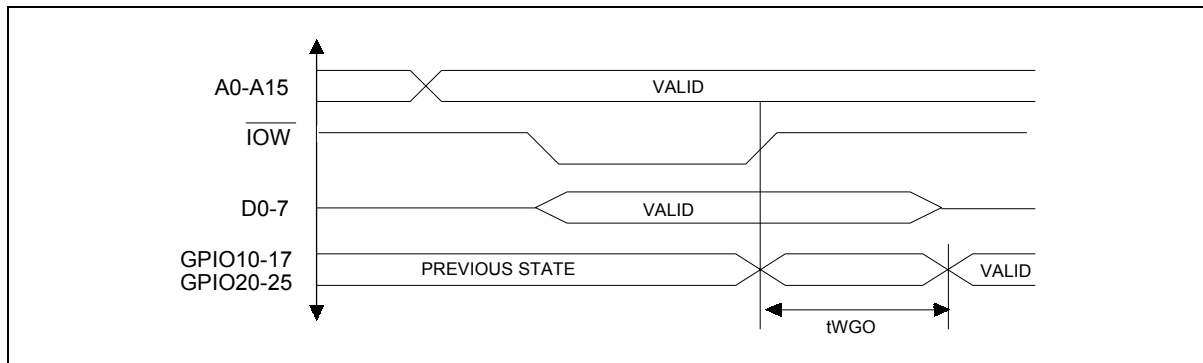 A0-A15
VALID
IOW
D0-7
VALID
GPIO10-17
GPIO20-25
PREVIOUS STATE
VALID
tWGO